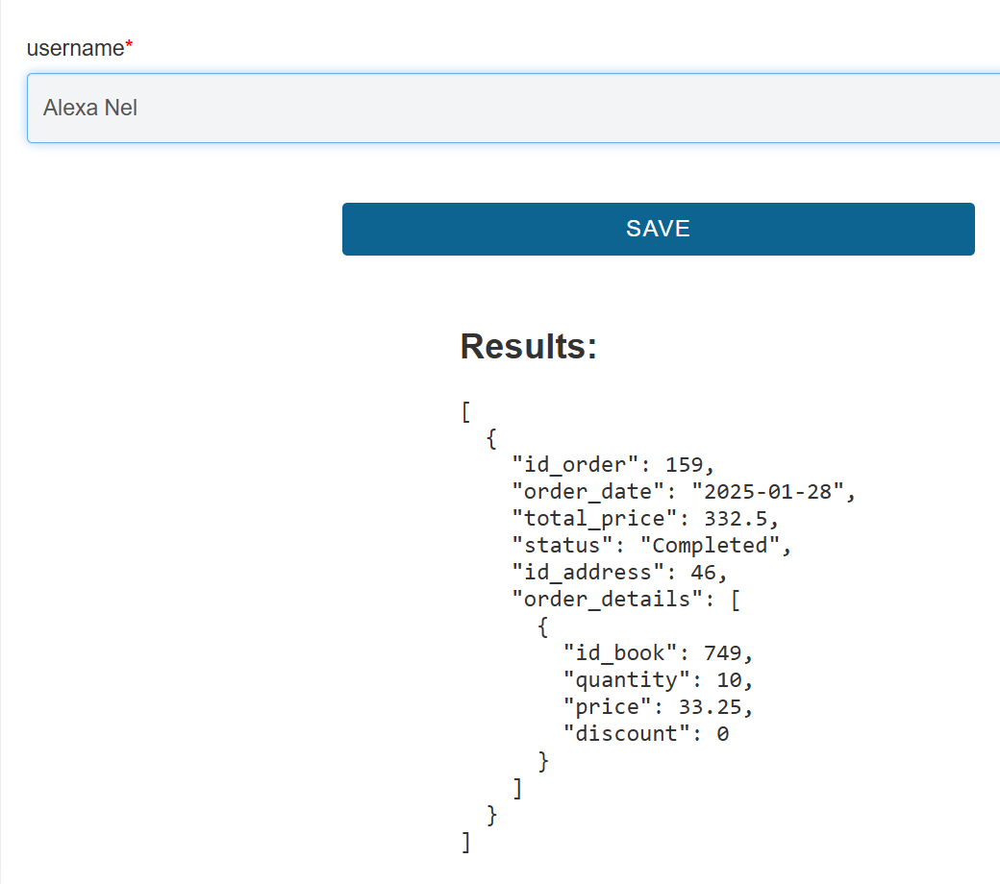 username*
Alexa Nel
SAVE
Results:
[
  {
    "id_order": 159,
    "order_date": "2025-01-28",
    "total_price": 332.5,
    "status": "Completed",
    "id_address": 46,
    "order_details": [
      {
        "id_book": 749,
        "quantity": 10,
        "price": 33.25,
        "discount": 0
      }
    ]
  }
]